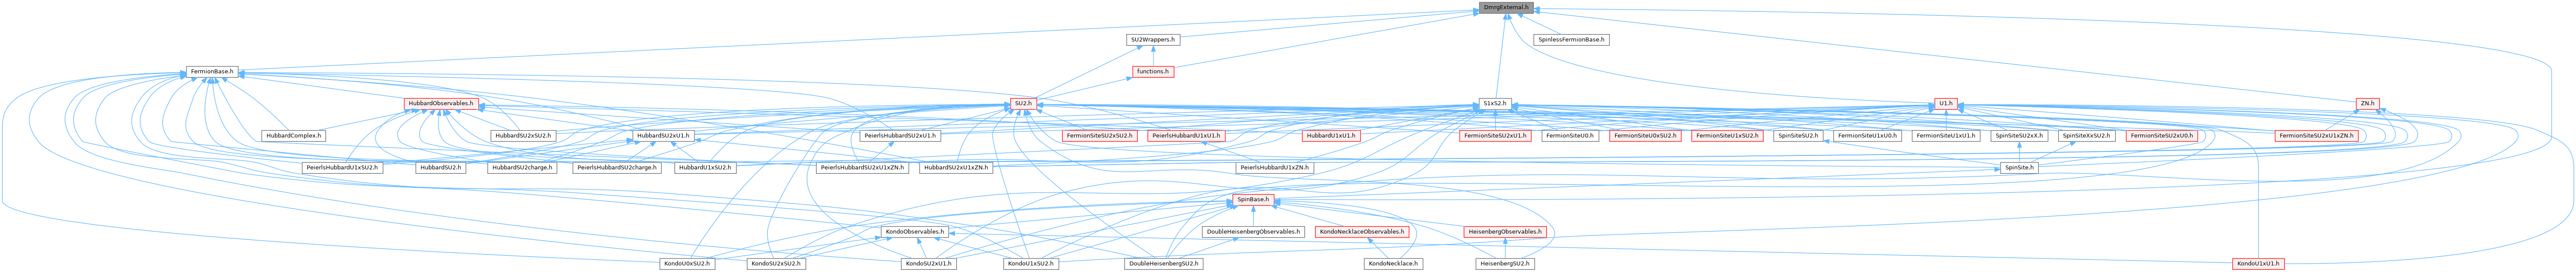 DmrgExternal.h
SU2Wrappers.h
SpinlessFermionBase.h
FermionBase.h
functions.h
HubbardObservables.h
SU2.h
S1xS2.h
U1.h
ZN.h
HubbardComplex.h
HubbardSU2xSU2.h
HubbardSU2xU1.h
PeierlsHubbardSU2xU1.h
FermionSiteSU2xSU2.h
PeierlsHubbardU1xU1.h
HubbardU1xU1.h
FermionSiteSU2xU1.h
FermionSiteU0.h
FermionSiteU0xSU2.h
FermionSiteU1xSU2.h
SpinSiteSU2.h
FermionSiteU1xU0.h
FermionSiteU1xU1.h
SpinSiteSU2xX.h
SpinSiteXxSU2.h
FermionSiteSU2xU0.h
FermionSiteSU2xU1xZN.h
PeierlsHubbardU1xSU2.h
HubbardSU2.h
HubbardSU2charge.h
PeierlsHubbardSU2charge.h
HubbardU1xSU2.h
PeierlsHubbardSU2xU1xZN.h
HubbardSU2xU1xZN.h
PeierlsHubbardU1xZN.h
SpinSite.h
SpinBase.h
KondoObservables.h
DoubleHeisenbergObservables.h
KondoNecklaceObservables.h
HeisenbergObservables.h
KondoU0xSU2.h
KondoSU2xSU2.h
KondoSU2xU1.h
KondoU1xSU2.h
DoubleHeisenbergSU2.h
KondoNecklace.h
HeisenbergSU2.h
KondoU1xU1.h